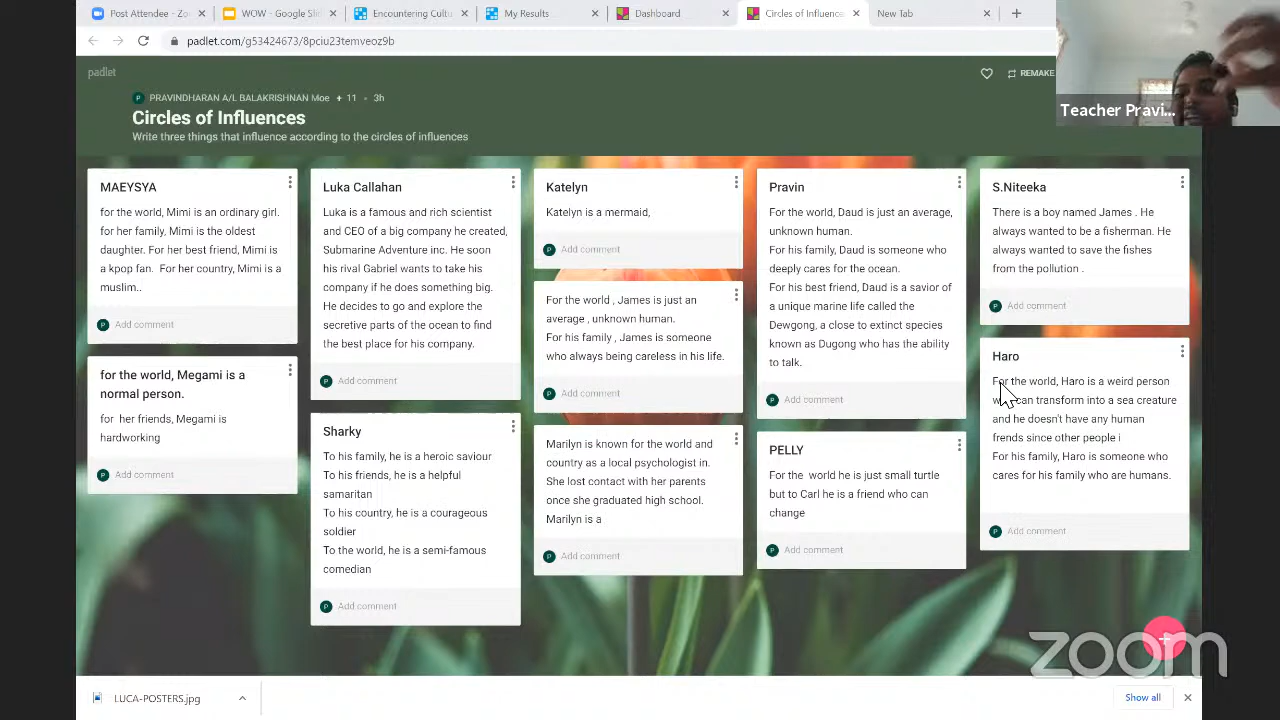 Post Attendee - Zoom
WOW - Google Sli
Encountering Cultu
My Results
Dashboard
Circles of Influence
New Tab
padlet.com/g53424673/8pciu23temveoz9b
padlet
REMAKE
PRAVINDHARAN A/L BALAKRISHNAN Moe + 11 • 3h
Circles of Influences
Write three things that influence according to the circles of influences
Teacher Pravi...
MAEYSYA
for the world, Mimi is an ordinary girl.
for her family, Mimi is the oldest
daughter. For her best friend, Mimi is
a kpop fan. For her country, Mimi is a
muslim..
Add comment
for the world, Megami is a
normal person.
for her friends, Megami is
hardworking
Add comment
Luka Callahan
Luka is a famous and rich scientist
and CEO of a big company he created,
Submarine Adventure inc. He soon
his rival Gabriel wants to take his
company if he does something big.
He decides to go and explore the
secretive parts of the ocean to find
the best place for his company.
Add comment
Sharky
To his family, he is a heroic saviour
To his friends, he is a helpful
samaritan
To his country, he is a courageous
soldier
To the world, he is a semi-famous
comedian
Add comment
Katelyn
Katelyn is a mermaid,
Add comment
For the world , James is just an
average , unknown human.
For his family , James is someone
who always being careless in his life.
Add comment
Marilyn is known for the world and
country as a local psychologist in.
She lost contact with her parents
once she graduated high school.
Marilyn is a
Add comment
Pravin
For the world, Daud is just an average,
unknown human.
For his family, Daud is someone who
deeply cares for the ocean.
For his best friend, Daud is a savior of
a unique marine life called the
Dewgong, a close to extinct species
known as Dugong who has the ability
to talk.
Add comment
PELLY
For the world he is just small turtle
but to Carl he is a friend who can
change
Add comment
S.Niteeka
There is a boy named James . He
always wanted to be a fisherman. He
always wanted to save the fishes
from the pollution .
Add comment
Haro
For the world, Haro is a weird person
can transform into a sea creature
and he doesn't have any human
frends since other people i
For his family, Haro is someone who
cares for his family who are humans.
Add comment
zoom
LUCA-POSTERS.jpg
Show all